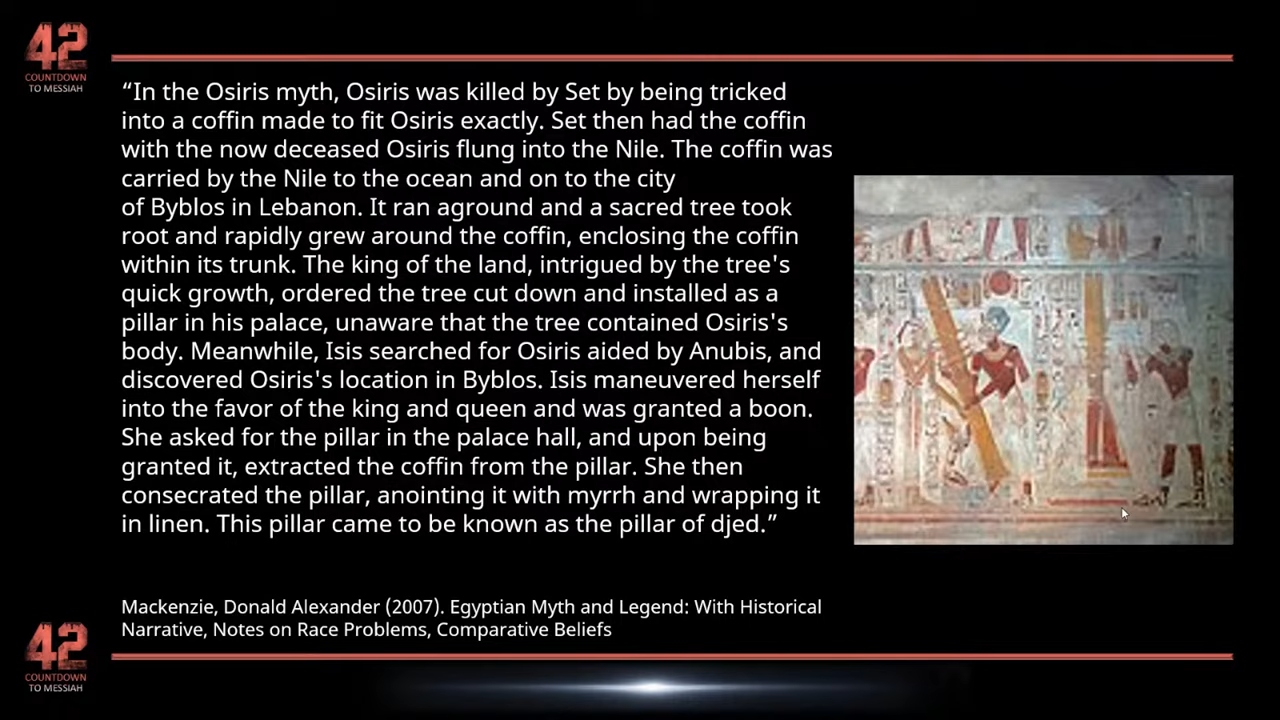 42
COUNTDOWN
TO MESSIAH
“In the Osiris myth, Osiris was killed by Set by being tricked
into a coffin made to fit Osiris exactly. Set then had the coffin
with the now deceased Osiris flung into the Nile. The coffin was
carried by the Nile to the ocean and on to the city
of Byblos in Lebanon. It ran aground and a sacred tree took
root and rapidly grew around the coffin, enclosing the coffin
within its trunk. The king of the land, intrigued by the tree's
quick growth, ordered the tree cut down and installed as a
pillar in his palace, unaware that the tree contained Osiris's
body. Meanwhile, Isis searched for Osiris aided by Anubis, and
discovered Osiris's location in Byblos. Isis maneuvered herself
into the favor of the king and queen and was granted a boon.
She asked for the pillar in the palace hall, and upon being
granted it, extracted the coffin from the pillar. She then
consecrated the pillar, anointing it with myrrh and wrapping it
in linen. This pillar came to be known as the pillar of djed.”
Mackenzie, Donald Alexander (2007). Egyptian Myth and Legend: With Historical
Narrative, Notes on Race Problems, Comparative Beliefs
42
COUNTDOWN
TO MESSIAH